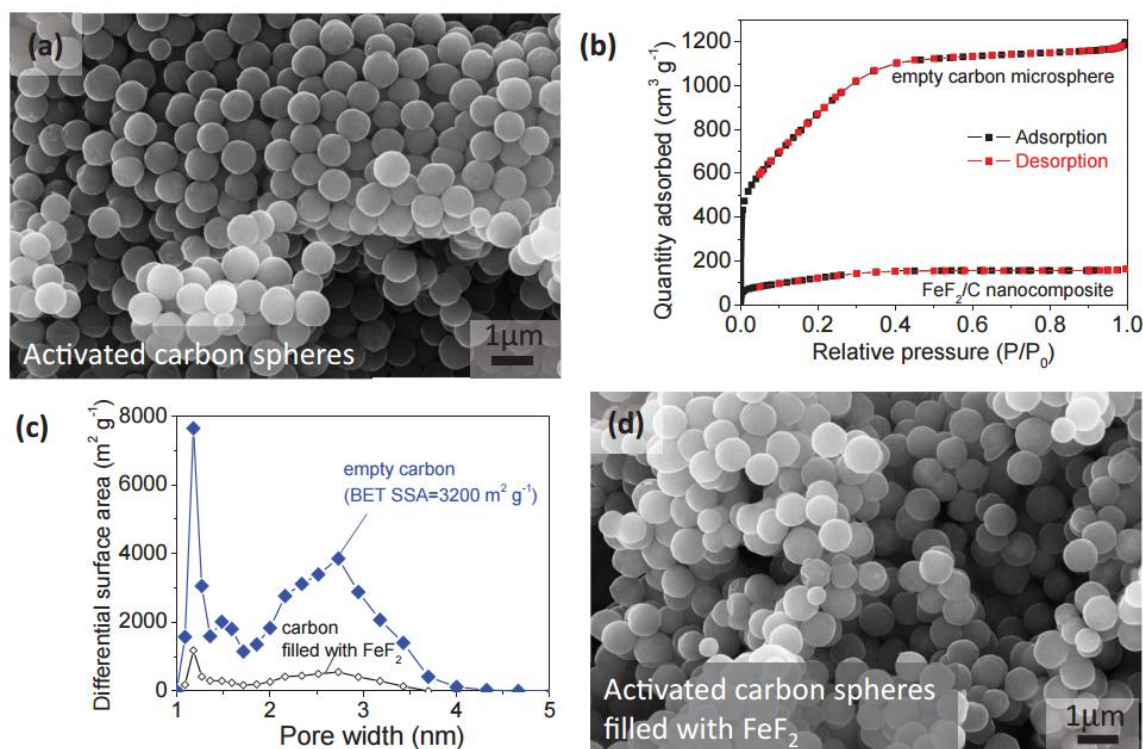 (a)
Activated carbon spheres
1μm
(b)
Quantity adsorbed (cm³ g⁻¹)
1200
1000
800
600
400
200
0
empty carbon microsphere
Adsorption
Desorption
FeF₂/C nanocomposite
0.0 0.2 0.4 0.6 0.8 1.0
Relative pressure (P/P₀)
(c)
Differential surface area (m² g⁻¹)
8000
6000
4000
2000
0
empty carbon
(BET SSA=3200 m² g⁻¹)
carbon
filled with FeF₂
1 2 3 4 5
Pore width (nm)
(d)
Activated carbon spheres
filled with FeF₂
1μm